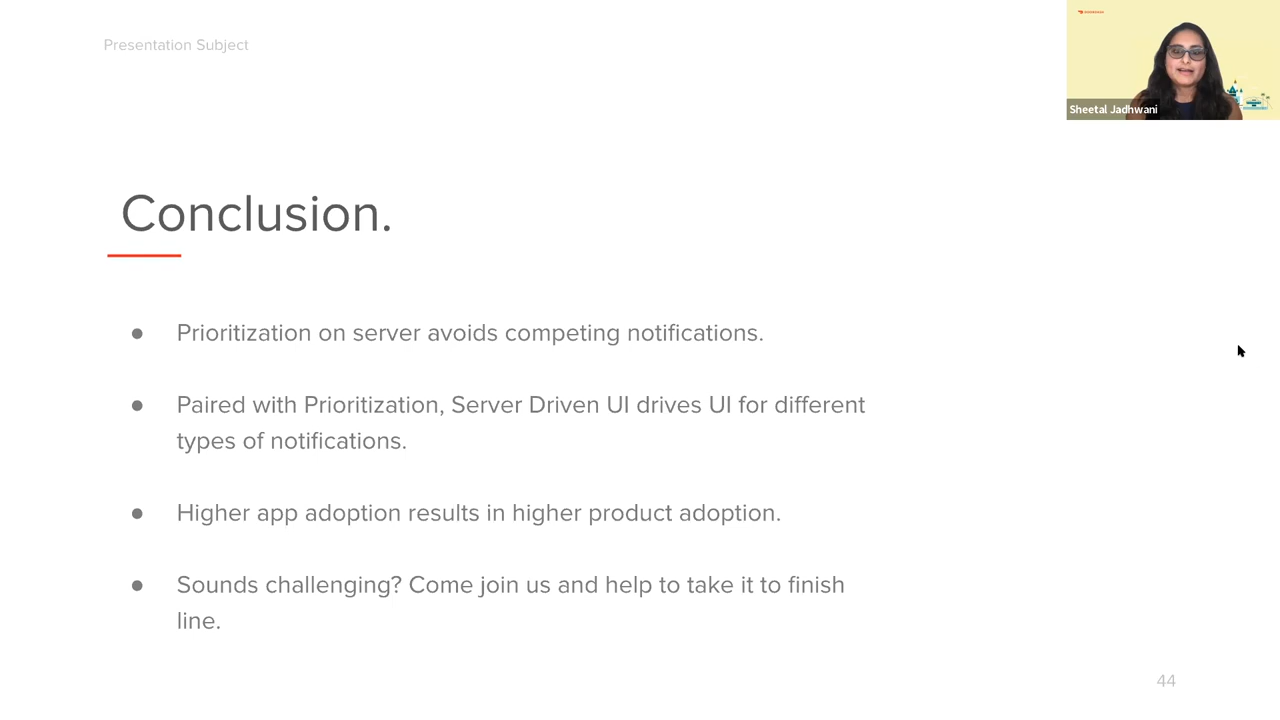 Presentation Subject
Sheetal Jadhwani
Conclusion.
● Prioritization on server avoids competing notifications.
● Paired with Prioritization, Server Driven UI drives UI for different
types of notifications.
● Higher app adoption results in higher product adoption.
● Sounds challenging? Come join us and help to take it to finish
line.
44